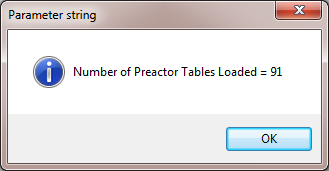 Parameter string
Number of Preactor Tables Loaded = 91
OK